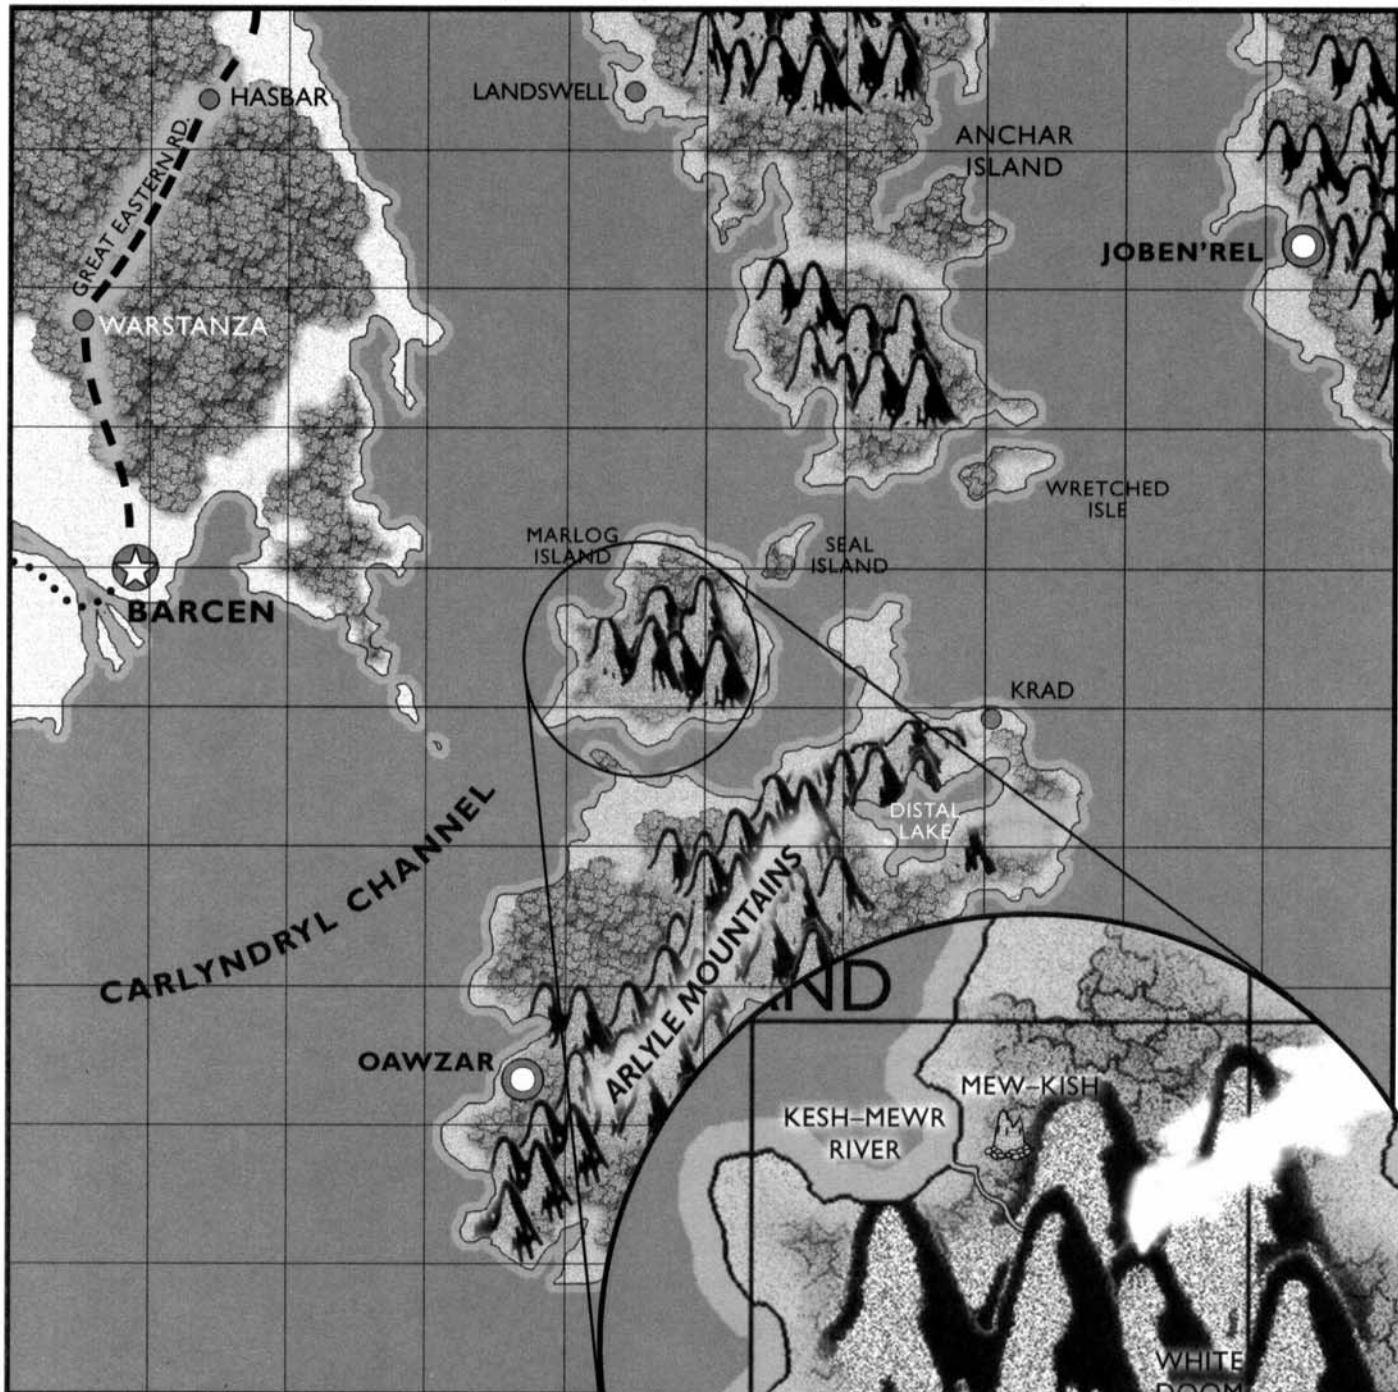 HASBAR
LANDSWELL
ANCHAR
ISLAND
GREAT EASTERN RD.
JOBEN'REL
WARSTANZA
WRETCHED
ISLE
MARLOG
ISLAND
SEAL
ISLAND
BARCEN
KRAD
DISTAL
LAKE
CARLYNDRYL CHANNEL
ARLYLE MOUNTAINS
OAWZAR
MEW–KISH
KESH–MEWR
RIVER
WHITE
DOOM